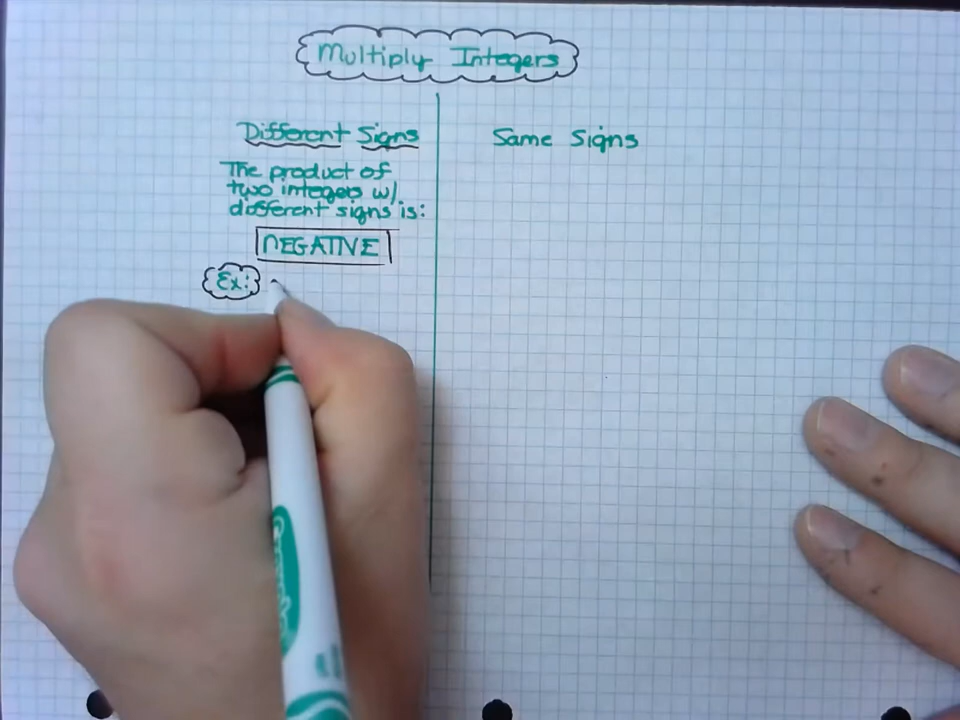 Multiply Integers
Different Signs
The product of
two integers w/
different signs is:
NEGATIVE
Ex:
Same Signs